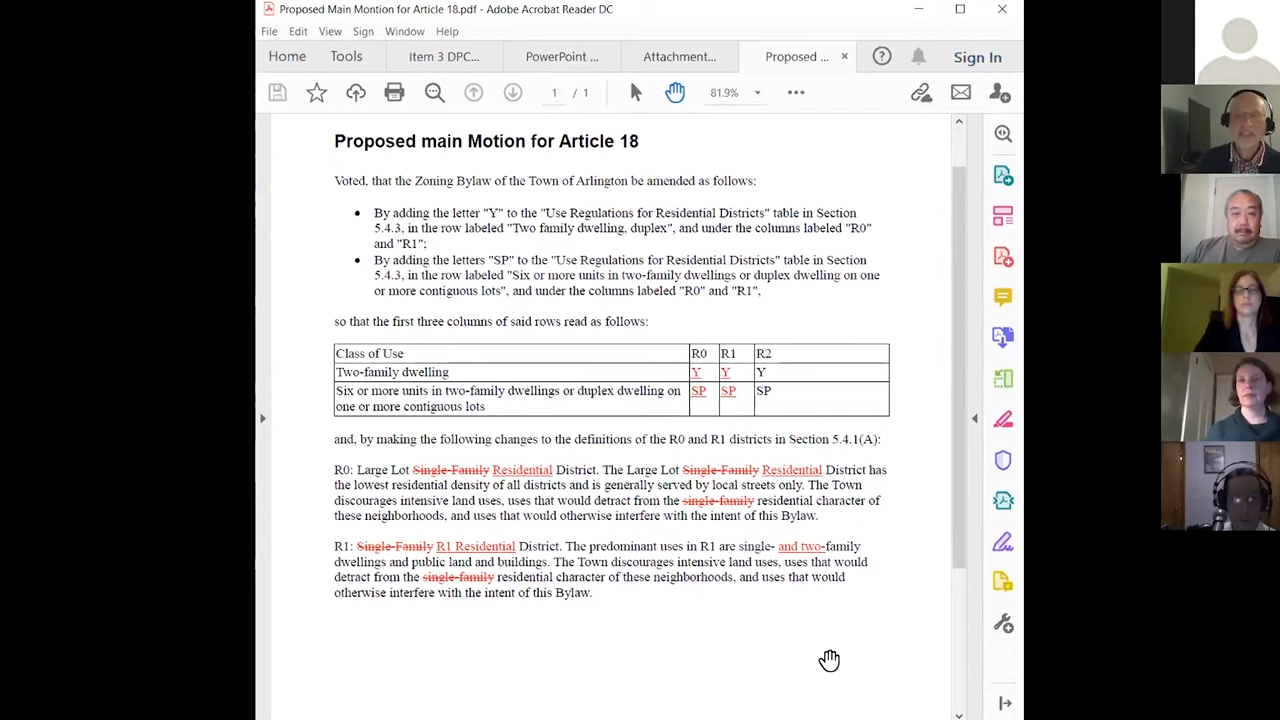 Proposed Main Montion for Article 18.pdf - Adobe Acrobat Reader DC
File Edit View Sign Window Help
Home Tools Item 3 DPC... PowerPoint ... Attachment... Proposed ... × Sign In
1 / 1 81.9%
Proposed main Motion for Article 18
Voted, that the Zoning Bylaw of the Town of Arlington be amended as follows:
• By adding the letter "Y" to the "Use Regulations for Residential Districts" table in Section
5.4.3, in the row labeled "Two family dwelling, duplex", and under the columns labeled "R0"
and "R1";
• By adding the letters "SP" to the "Use Regulations for Residential Districts" table in Section
5.4.3, in the row labeled "Six or more units in two-family dwellings or duplex dwelling on one
or more contiguous lots", and under the columns labeled "R0" and "R1",
so that the first three columns of said rows read as follows:
Class of Use R0 R1 R2
Two-family dwelling Y Y Y
Six or more units in two-family dwellings or duplex dwelling on SP SP SP
one or more contiguous lots
and, by making the following changes to the definitions of the R0 and R1 districts in Section 5.4.1(A):
R0: Large Lot Single-Family Residential District. The Large Lot Single-Family Residential District has
the lowest residential density of all districts and is generally served by local streets only. The Town
discourages intensive land uses, uses that would detract from the single-family residential character of
these neighborhoods, and uses that would otherwise interfere with the intent of this Bylaw.
R1: Single-Family R1 Residential District. The predominant uses in R1 are single- and two-family
dwellings and public land and buildings. The Town discourages intensive land uses, uses that would
detract from the single-family residential character of these neighborhoods, and uses that would
otherwise interfere with the intent of this Bylaw.